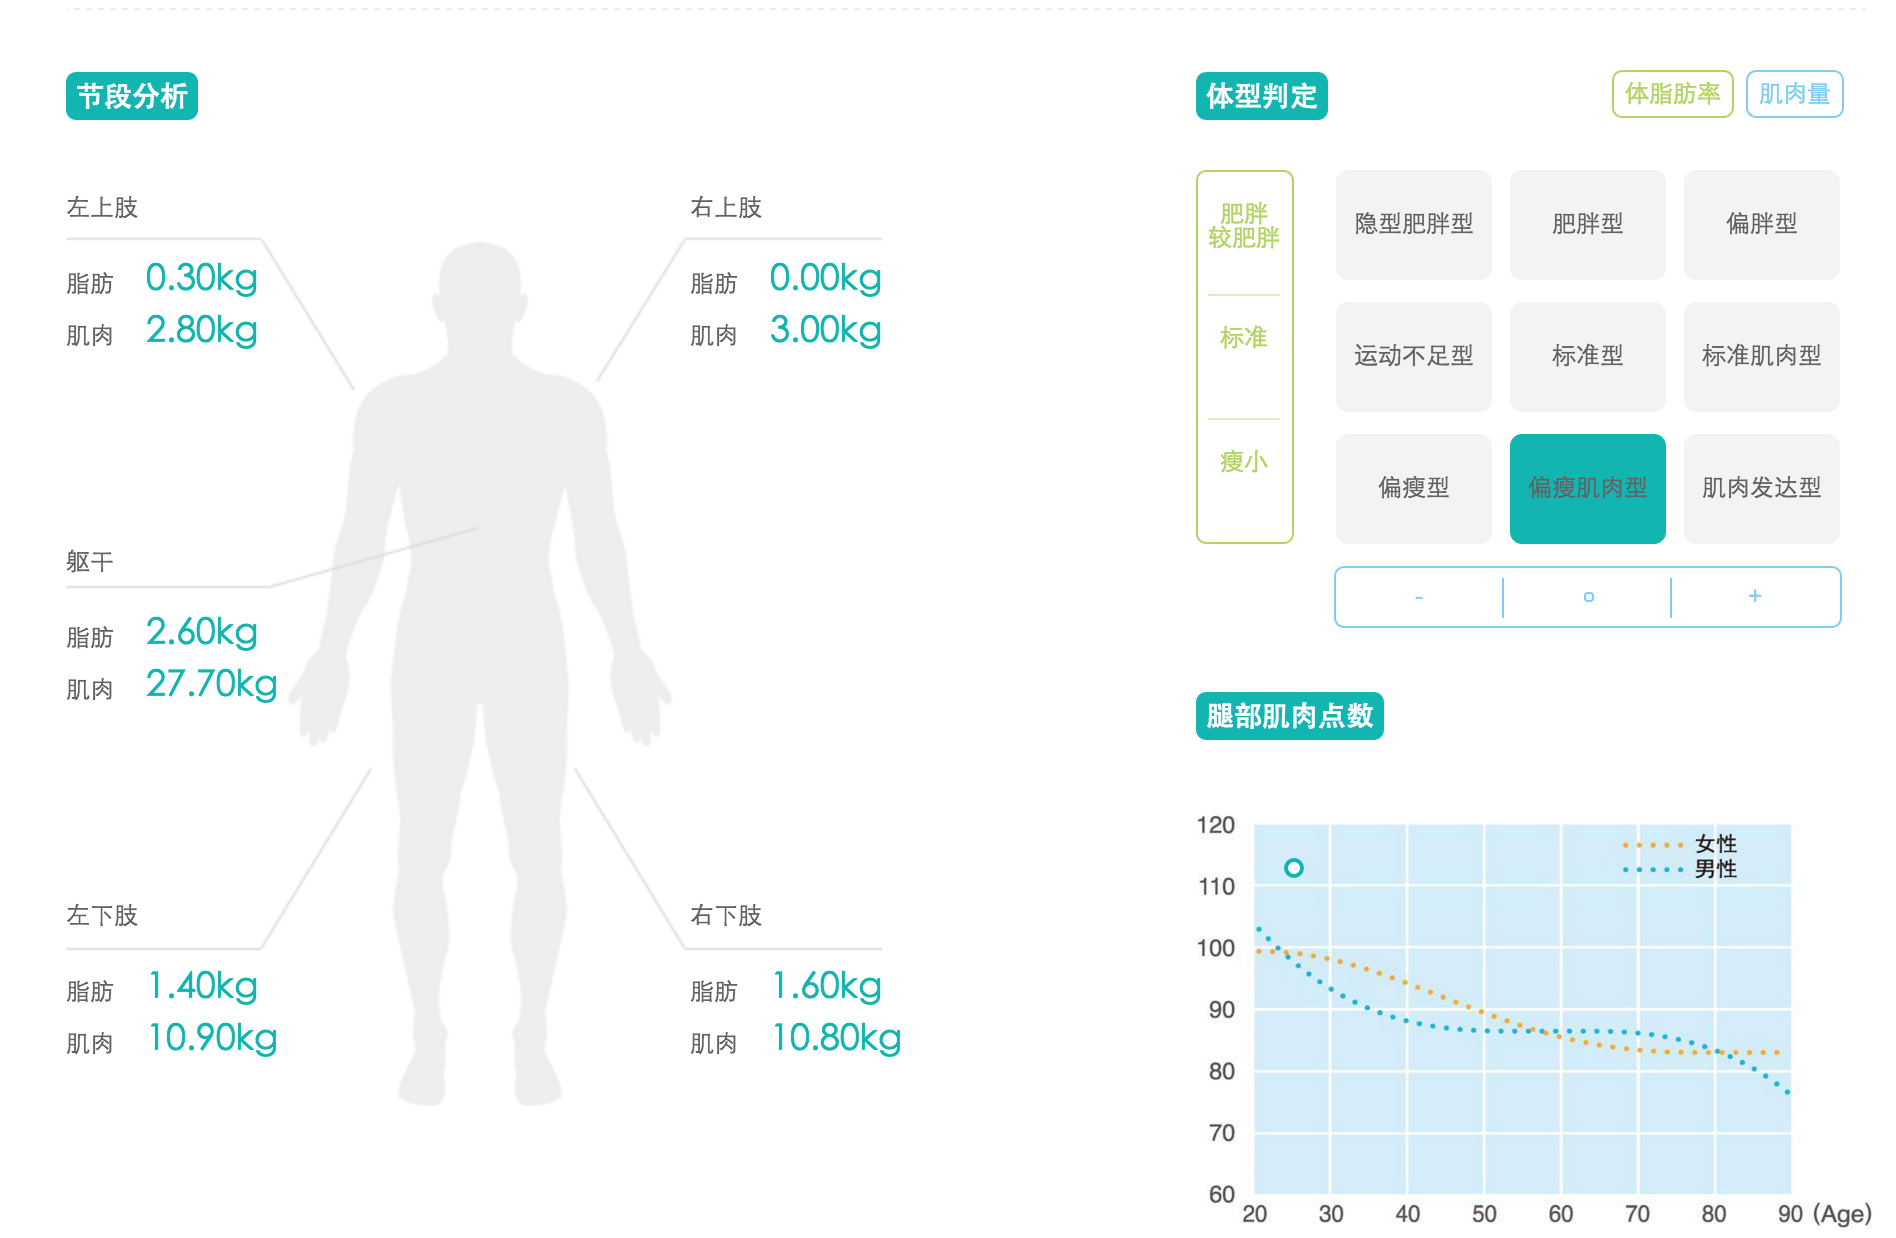 节段分析
左上肢
脂肪 0.30kg
肌肉 2.80kg
右上肢
脂肪 0.00kg
肌肉 3.00kg
躯干
脂肪 2.60kg
肌肉 27.70kg
左下肢
脂肪 1.40kg
肌肉 10.90kg
右下肢
脂肪 1.60kg
肌肉 10.80kg
体型判定
体脂肪率
肌肉量
肥胖
较肥胖
标准
瘦小
隐型肥胖型 肥胖型 偏胖型
运动不足型 标准型 标准肌肉型
偏瘦型 偏瘦肌肉型 肌肉发达型
- o +
腿部肌肉点数
女性
男性
120
110
100
90
80
70
60
20 30 40 50 60 70 80 90 (Age)